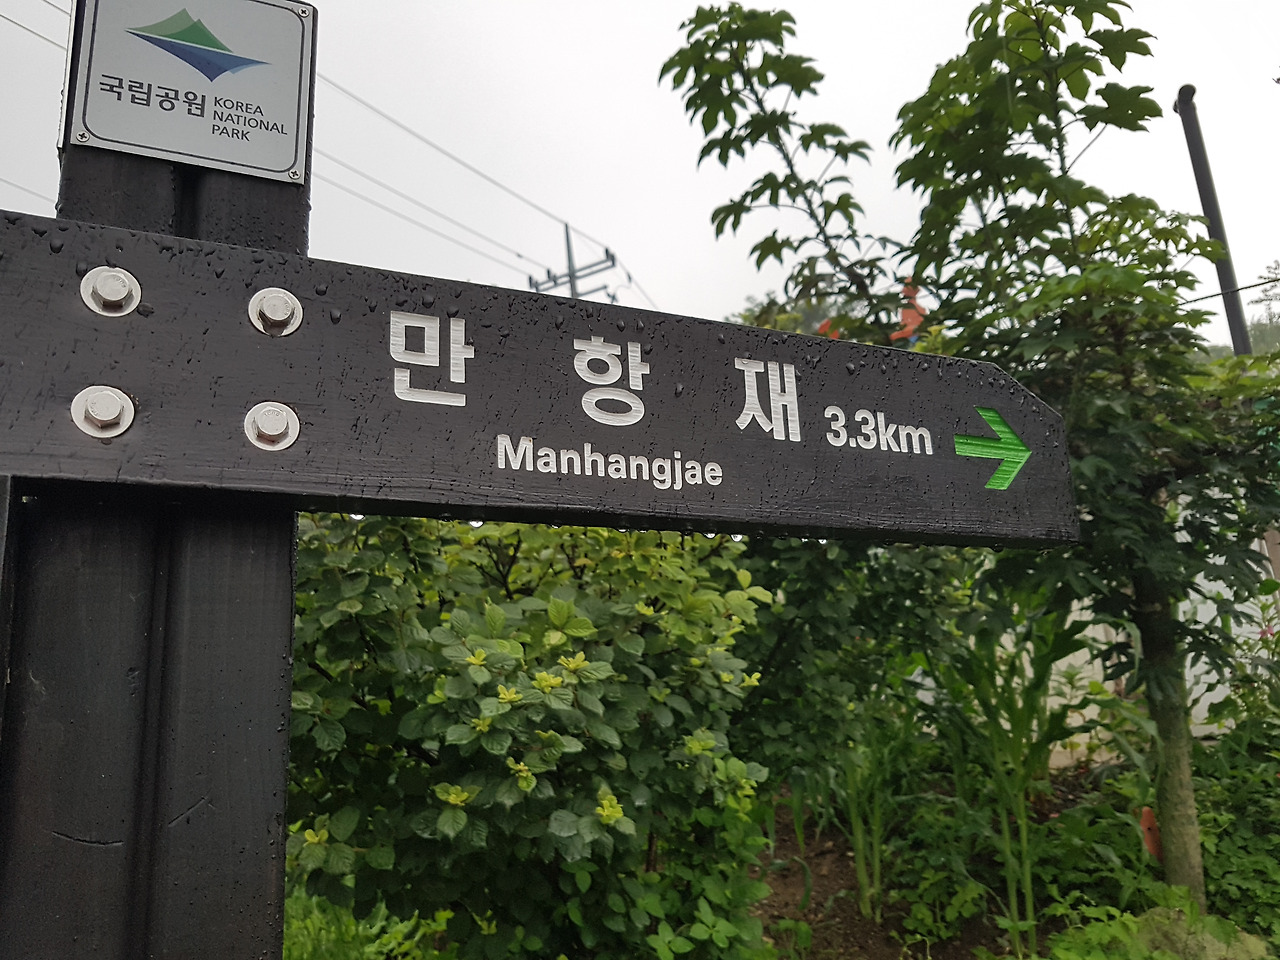 국립공원 KOREA
NATIONAL
PARK
만 항 재 3.3km
Manhangjae